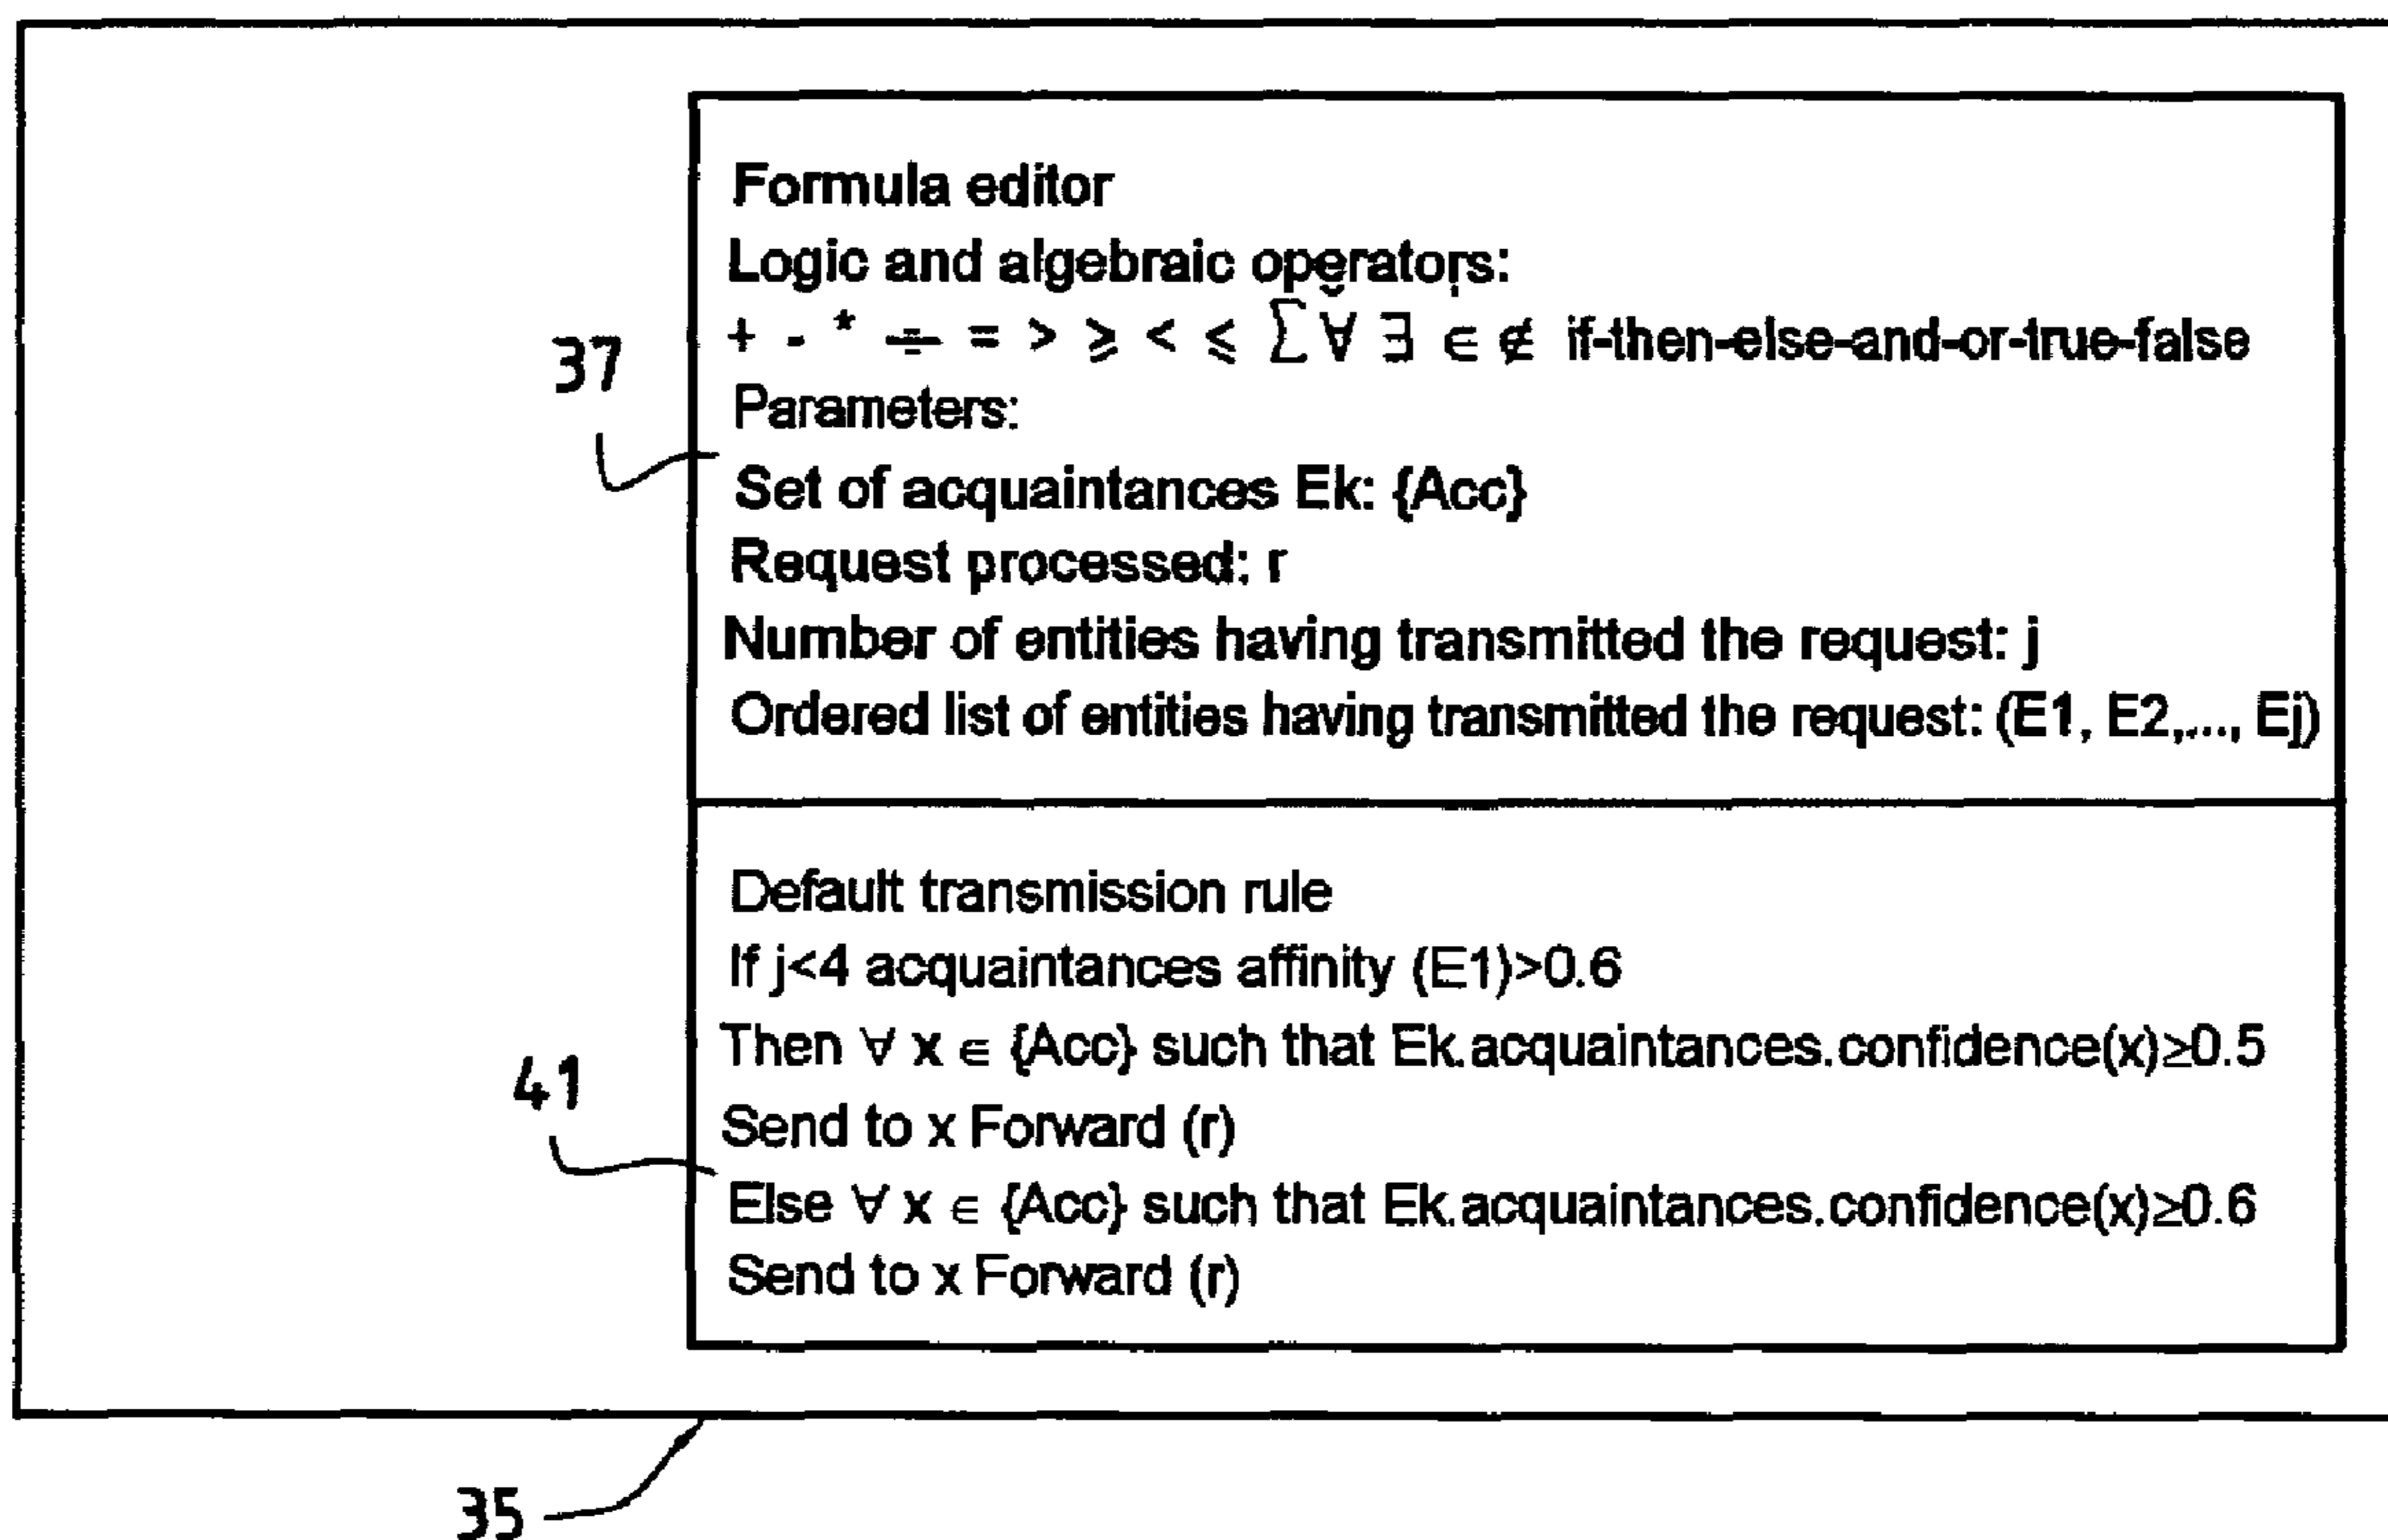 Formula editor
Logic and algebraic operators:
+ - * ÷ = > ⩾ < ⩽ ∑ ∀ ∃ ∈ ∉ if-then-else-and-or-true-false
37
Parameters:
Set of acquaintances Ek: {Acc}
Request processed: r
Number of entities having transmitted the request: j
Ordered list of entities having transmitted the request: (E1, E2,..., Ej)
Default transmission rule
If j<4 acquaintances affinity (E1)>0.6
Then ∀ x ∈ {Acc} such that Ek.acquaintances.confidence(x)≥0.5
41
Send to x Forward (r)
Else ∀ x ∈ {Acc} such that Ek.acquaintances.confidence(x)≥0.6
Send to x Forward (r)
35